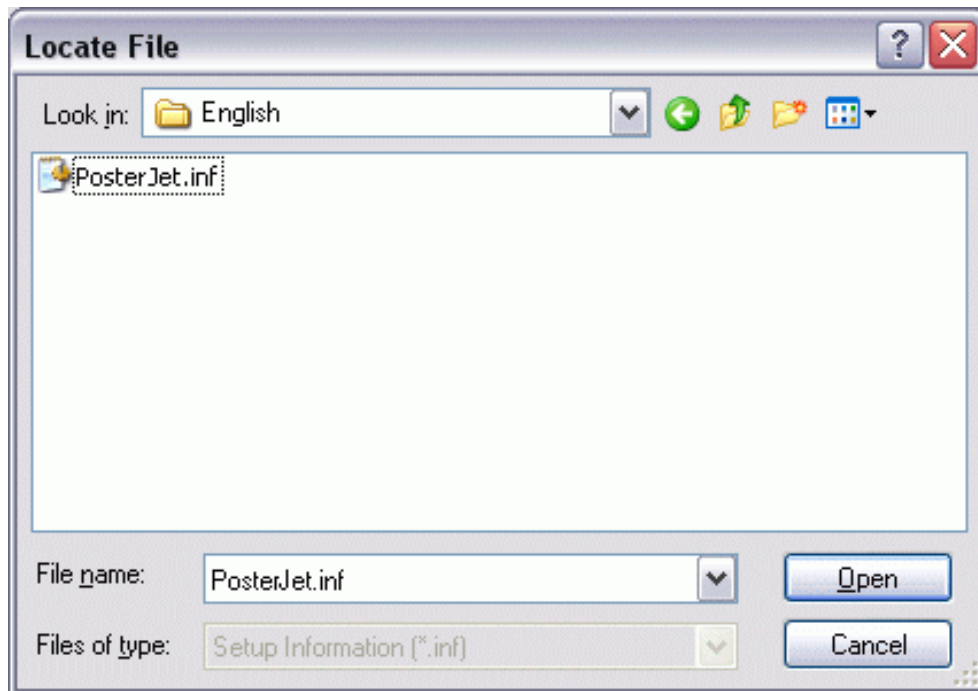 Locate File
Look in: English
PosterJet.inf
File name: PosterJet.inf Open
Files of type: Setup Information (*.inf) Cancel